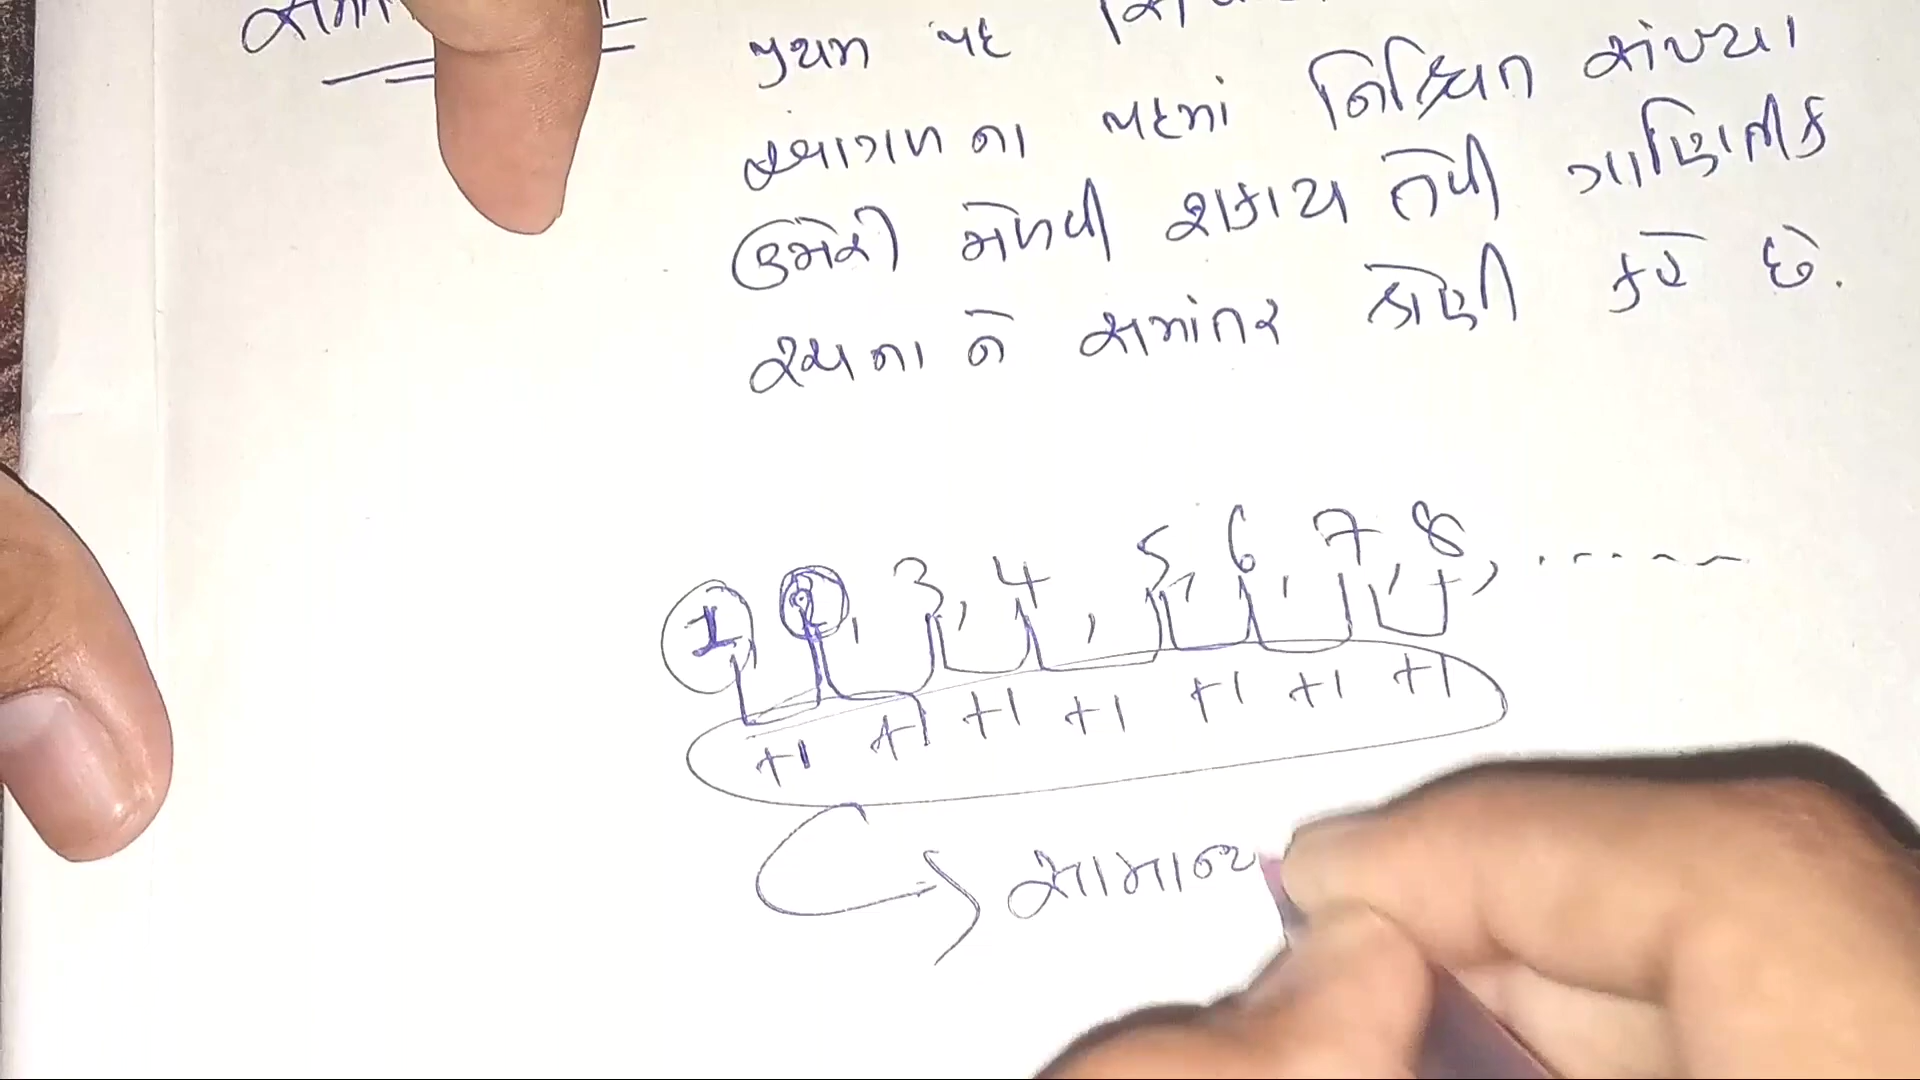 પ્રથમ પદ
આગળ ના પદમાં નિશ્ચિત સંખ્યા
ઉમેરી મેળવી શકાય તેવી ગાણિતીક
રચના ને સમાંતર શ્રેણી કહે છે.
1, 2, 3, 4, 5, 6, 7, 8, ......
+1 +1 +1 +1 +1 +1 +1
સામાન્ય